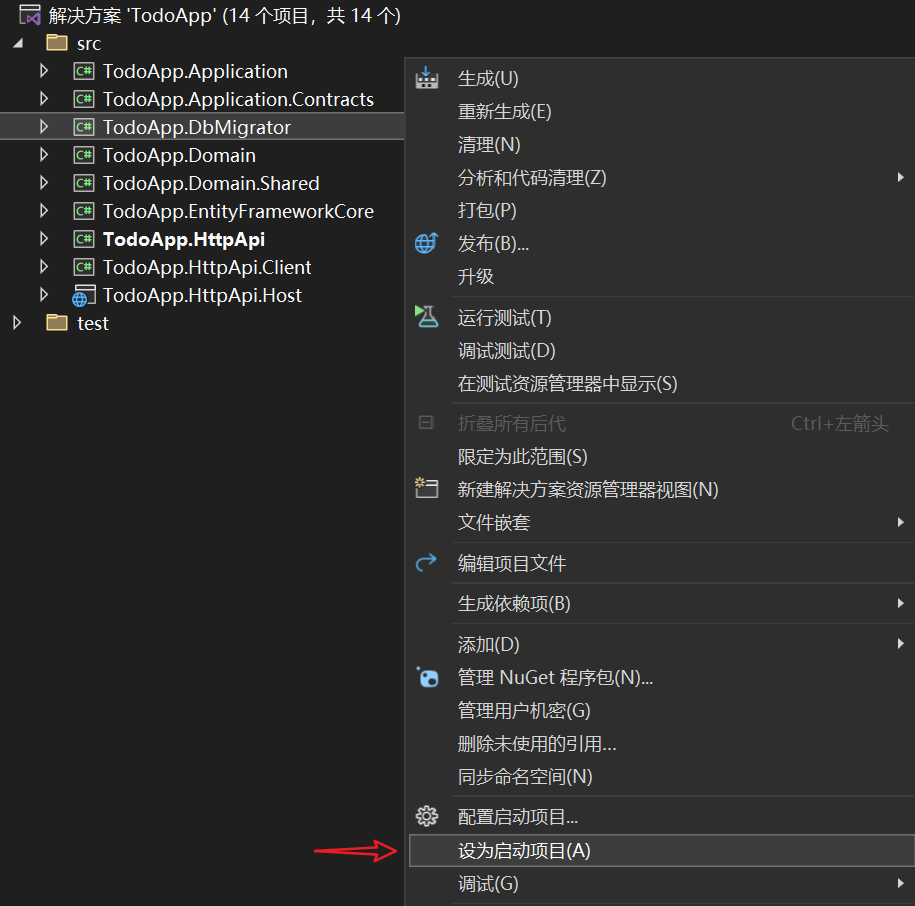 解决方案 'TodoApp' (14 个项目，共 14 个)
src
TodoApp.Application
TodoApp.Application.Contracts
TodoApp.DbMigrator
TodoApp.Domain
TodoApp.Domain.Shared
TodoApp.EntityFrameworkCore
TodoApp.HttpApi
TodoApp.HttpApi.Client
TodoApp.HttpApi.Host
test
生成(U)
重新生成(E)
清理(N)
分析和代码清理(Z)
打包(P)
发布(B)...
升级
运行测试(T)
调试测试(D)
在测试资源管理器中显示(S)
折叠所有后代 Ctrl+左箭头
限定为此范围(S)
新建解决方案资源管理器视图(N)
文件嵌套
编辑项目文件
生成依赖项(B)
添加(D)
管理 NuGet 程序包(N)...
管理用户机密(G)
删除未使用的引用...
同步命名空间(N)
配置启动项目...
设为启动项目(A)
调试(G)